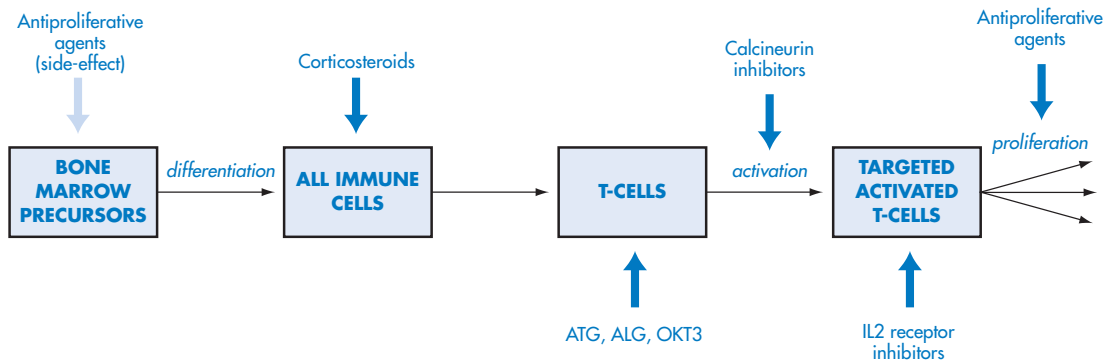 Antiproliferative
agents
(side-effect)
Corticosteroids
Calcineurin
inhibitors
Antiproliferative
agents
BONE
MARROW
PRECURSORS
differentiation
ALL IMMUNE
CELLS
T-CELLS
activation
TARGETED
ACTIVATED
T-CELLS
proliferation
ATG, ALG, OKT3
IL2 receptor
inhibitors